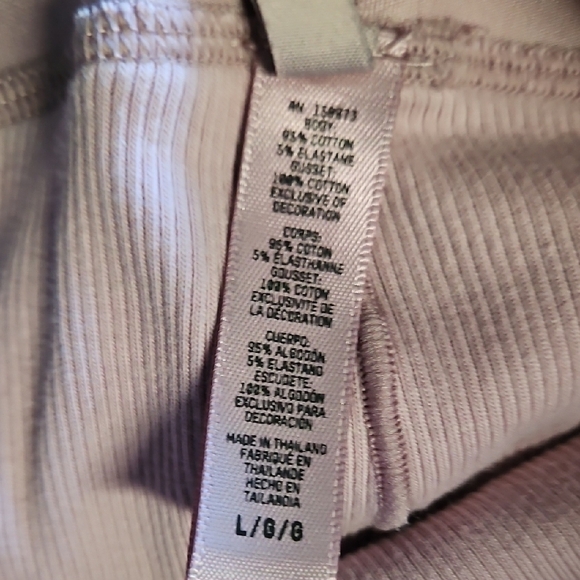 RN 150973
BODY:
95% COTTON
5% ELASTANE
GUSSET:
100% COTTON
EXCLUSIVE OF
DECORATION
CORPS:
95% COTON
5% ÉLASTHANNE
GOUSSET:
100% COTON
EXCLUSIVITE DE
LA DÉCORATION
CUERPO:
95% ALGODÓN
5% ELASTANO
ESCUDETE:
100% ALGODÓN
EXCLUSIVO PARA
DECORACIÓN
MADE IN THAILAND
FABRIQUÉ EN
THAÏLANDE
HECHO EN
TAILANDIA
L/G/G